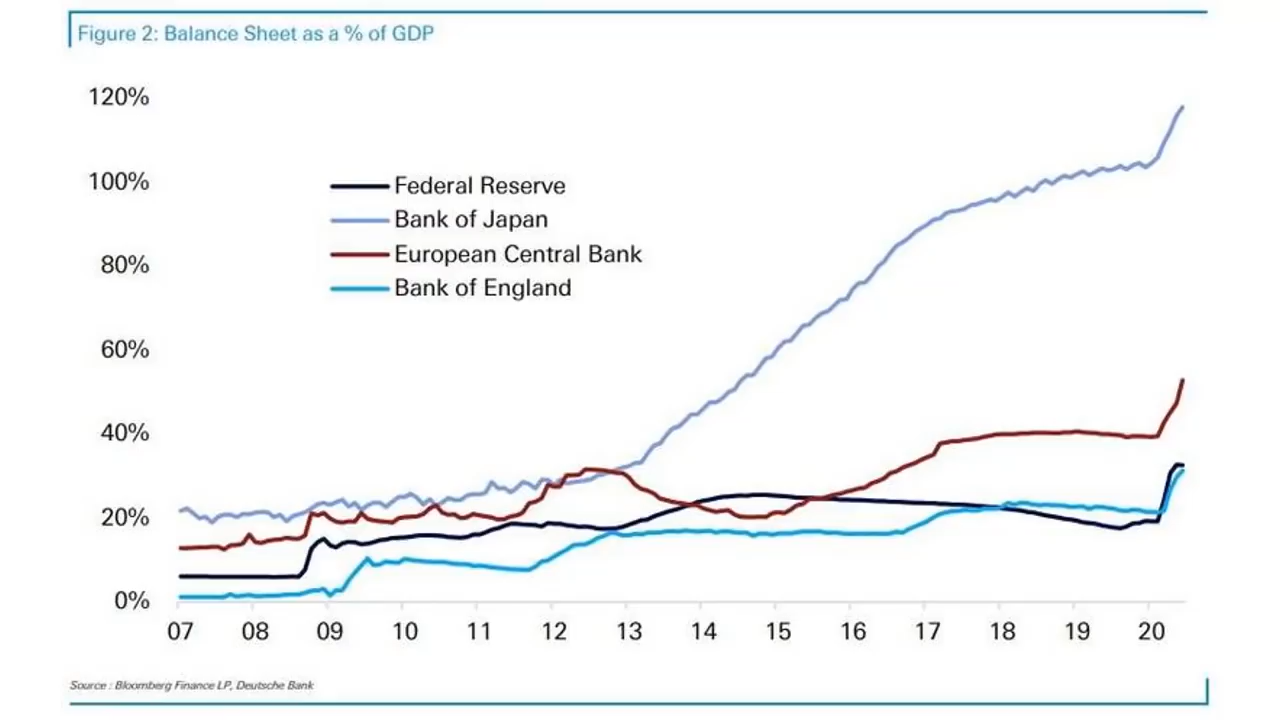 Figure 2: Balance Sheet as a % of GDP
120%
100%
80%
60%
40%
20%
0%
Federal Reserve
Bank of Japan
European Central Bank
Bank of England
07 08 09 10 11 12 13 14 15 16 17 18 19 20
Source : Bloomberg Finance LP, Deutsche Bank